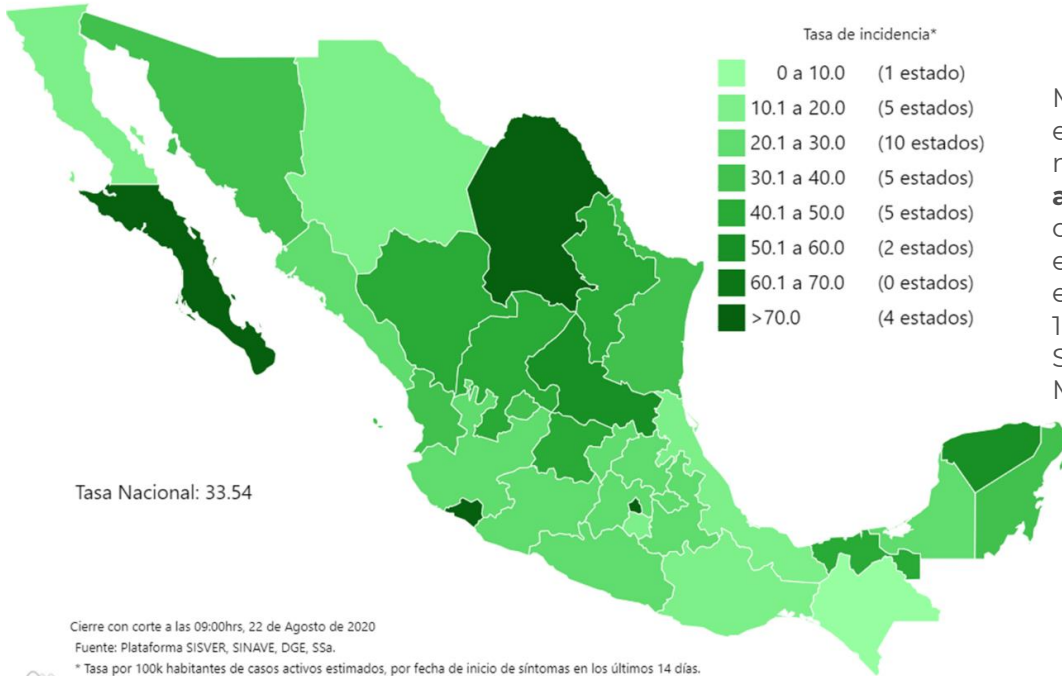 Tasa de incidencia*
0 a 10.0 (1 estado)
10.1 a 20.0 (5 estados)
20.1 a 30.0 (10 estados)
30.1 a 40.0 (5 estados)
40.1 a 50.0 (5 estados)
50.1 a 60.0 (2 estados)
60.1 a 70.0 (0 estados)
>70.0 (4 estados)
Tasa Nacional: 33.54
Cierre con corte a las 09:00hrs, 22 de Agosto de 2020
Fuente: Plataforma SISVER, SINAVE, DGE, SSa.
* Tasa por 100k habitantes de casos activos estimados, por fecha de inicio de síntomas en los últimos 14 días.